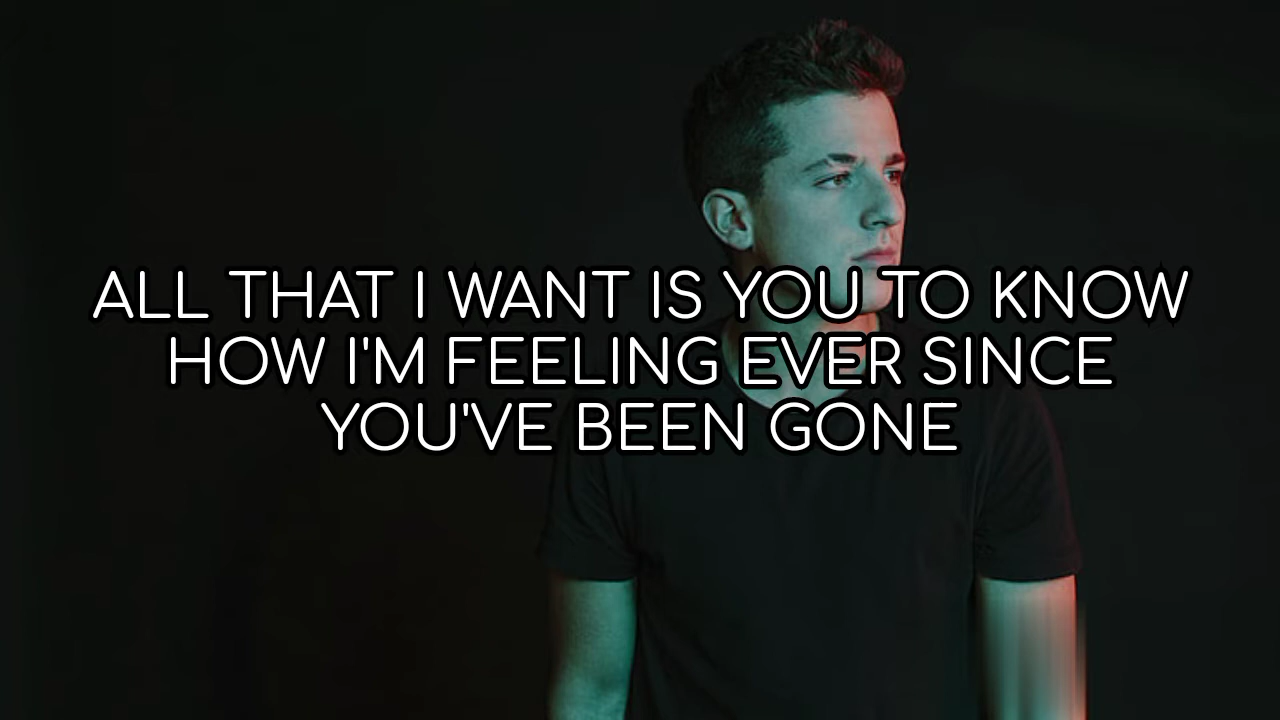 ALL THAT I WANT IS YOU TO KNOW
HOW I'M FEELING EVER SINCE
YOU'VE BEEN GONE